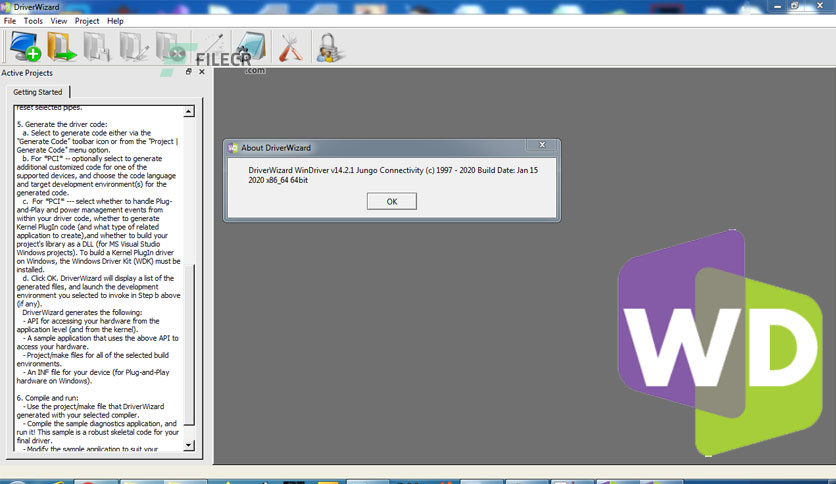 DriverWizard
File Tools View Project Help
FILECR
.com
Active Projects
Getting Started
reset selected pipes.
5. Generate the driver code:
a. Select to generate code either via the
"Generate Code" toolbar icon or from the "Project |
Generate Code" menu option.
b. For *PCI* -- optionally select to generate
additional customized code for one of the
supported devices, and choose the code language
and target development environment(s) for the
generated code.
c. For *PCI* --- select whether to handle Plug-
and-Play and power management events from
within your driver code, whether to generate
Kernel PlugIn code (and what type of related
application to create),and whether to build your
project's library as a DLL (for MS Visual Studio
Windows projects). To build a Kernel PlugIn driver
on Windows, the Windows Driver Kit (WDK) must be
installed.
d. Click OK. DriverWizard will display a list of the
generated files, and launch the development
environment you selected to invoke in Step b above
(if any).
DriverWizard generates the following:
- API for accessing your hardware from the
application level (and from the kernel).
- A sample application that uses the above API to
access your hardware.
- Project/make files for all of the selected build
environments.
- An INF file for your device (for Plug-and-Play
hardware on Windows).
6. Compile and run:
- Use the project/make file that DriverWizard
generated with your selected compiler.
- Compile the sample diagnostics application, and
run it! This sample is a robust skeletal code for your
final driver.
- Modify the sample application to suit your
About DriverWizard
DriverWizard WinDriver v14.2.1 Jungo Connectivity (c) 1997 - 2020 Build Date: Jan 15
2020 x86_64 64bit
OK
WD